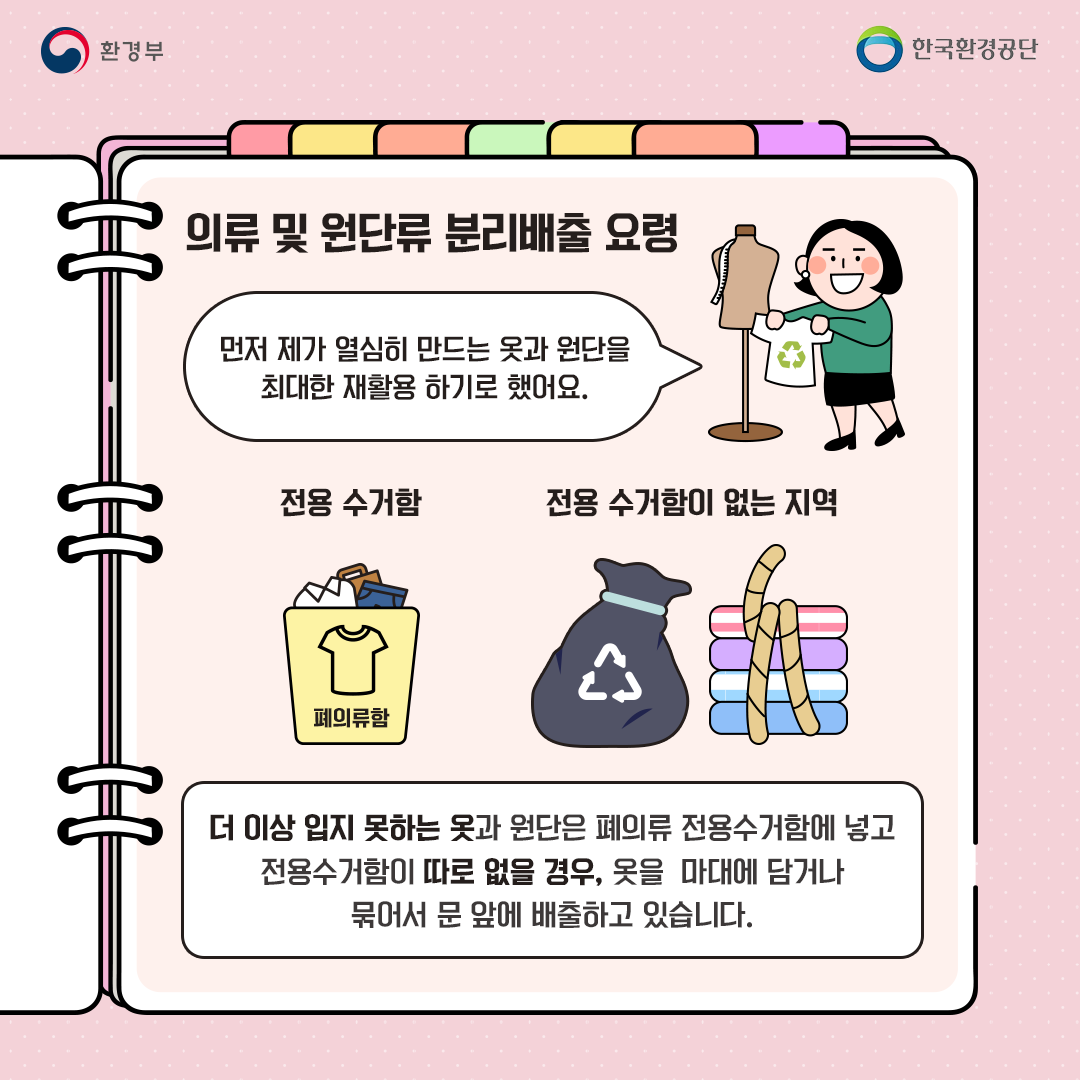 환경부
한국환경공단
의류 및 원단류 분리배출 요령
먼저 제가 열심히 만드는 옷과 원단을
최대한 재활용 하기로 했어요.
전용 수거함
전용 수거함이 없는 지역
폐의류함
더 이상 입지 못하는 옷과 원단은 폐의류 전용수거함에 넣고
전용수거함이 따로 없을 경우, 옷을 마대에 담거나
묶어서 문 앞에 배출하고 있습니다.